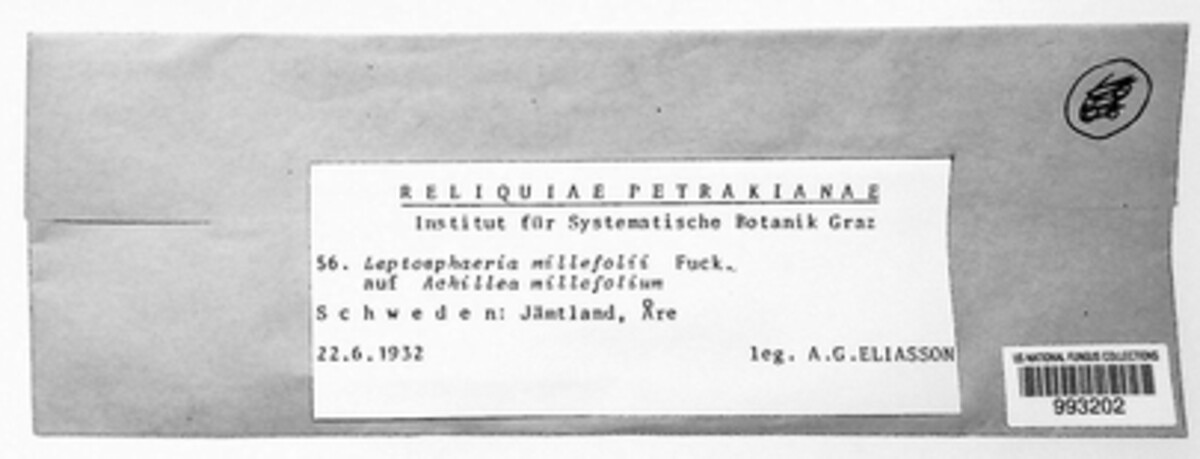 RELIQUIAE PETRAKIANAE
Institut für Systematische Botanik Graz
56. Leptosphaeria millefolii Fuck.
auf Achillea millefolium
Schweden: Jämtland, Åre
22.6.1932 leg. A.G.ELIASSON
US NATIONAL FUNGUS COLLECTIONS
993202